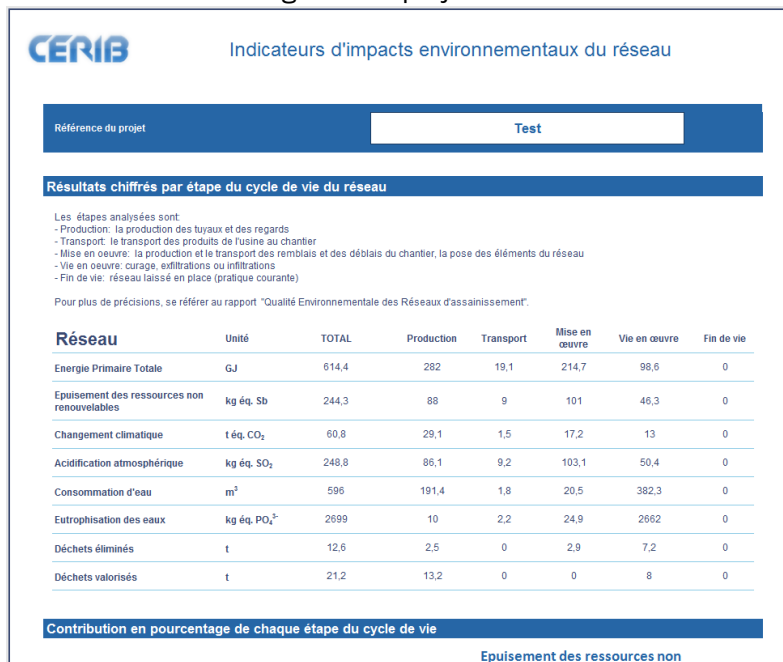 CERIB
Indicateurs d'impacts environnementaux du réseau
Référence du projet
Test
Résultats chiffrés par étape du cycle de vie du réseau
Les étapes analysées sont:
- Production: la production des tuyaux et des regards
- Transport: le transport des produits de l'usine au chantier
- Mise en oeuvre: la production et le transport des remblais et des déblais du chantier, la pose des éléments du réseau
- Vie en oeuvre: curage, exfiltrations ou infiltrations
- Fin de vie: réseau laissé en place (pratique courante)
Pour plus de précisions, se référer au rapport "Qualité Environnementale des Réseaux d'assainissement".
Réseau Unité TOTAL Production Transport Mise en œuvre Vie en œuvre Fin de vie
Energie Primaire Totale GJ 614,4 282 19,1 214,7 98,6 0
Epuisement des ressources non
renouvelables kg éq. Sb 244,3 88 9 101 46,3 0
Changement climatique t éq. CO₂ 60,8 29,1 1,5 17,2 13 0
Acidification atmosphérique kg éq. SO₂ 248,8 86,1 9,2 103,1 50,4 0
Consommation d'eau m³ 596 191,4 1,8 20,5 382,3 0
Eutrophisation des eaux kg éq. PO₄³⁻ 2699 10 2,2 24,9 2662 0
Déchets éliminés t 12,6 2,5 0 2,9 7,2 0
Déchets valorisés t 21,2 13,2 0 0 8 0
Contribution en pourcentage de chaque étape du cycle de vie
Epuisement des ressources non